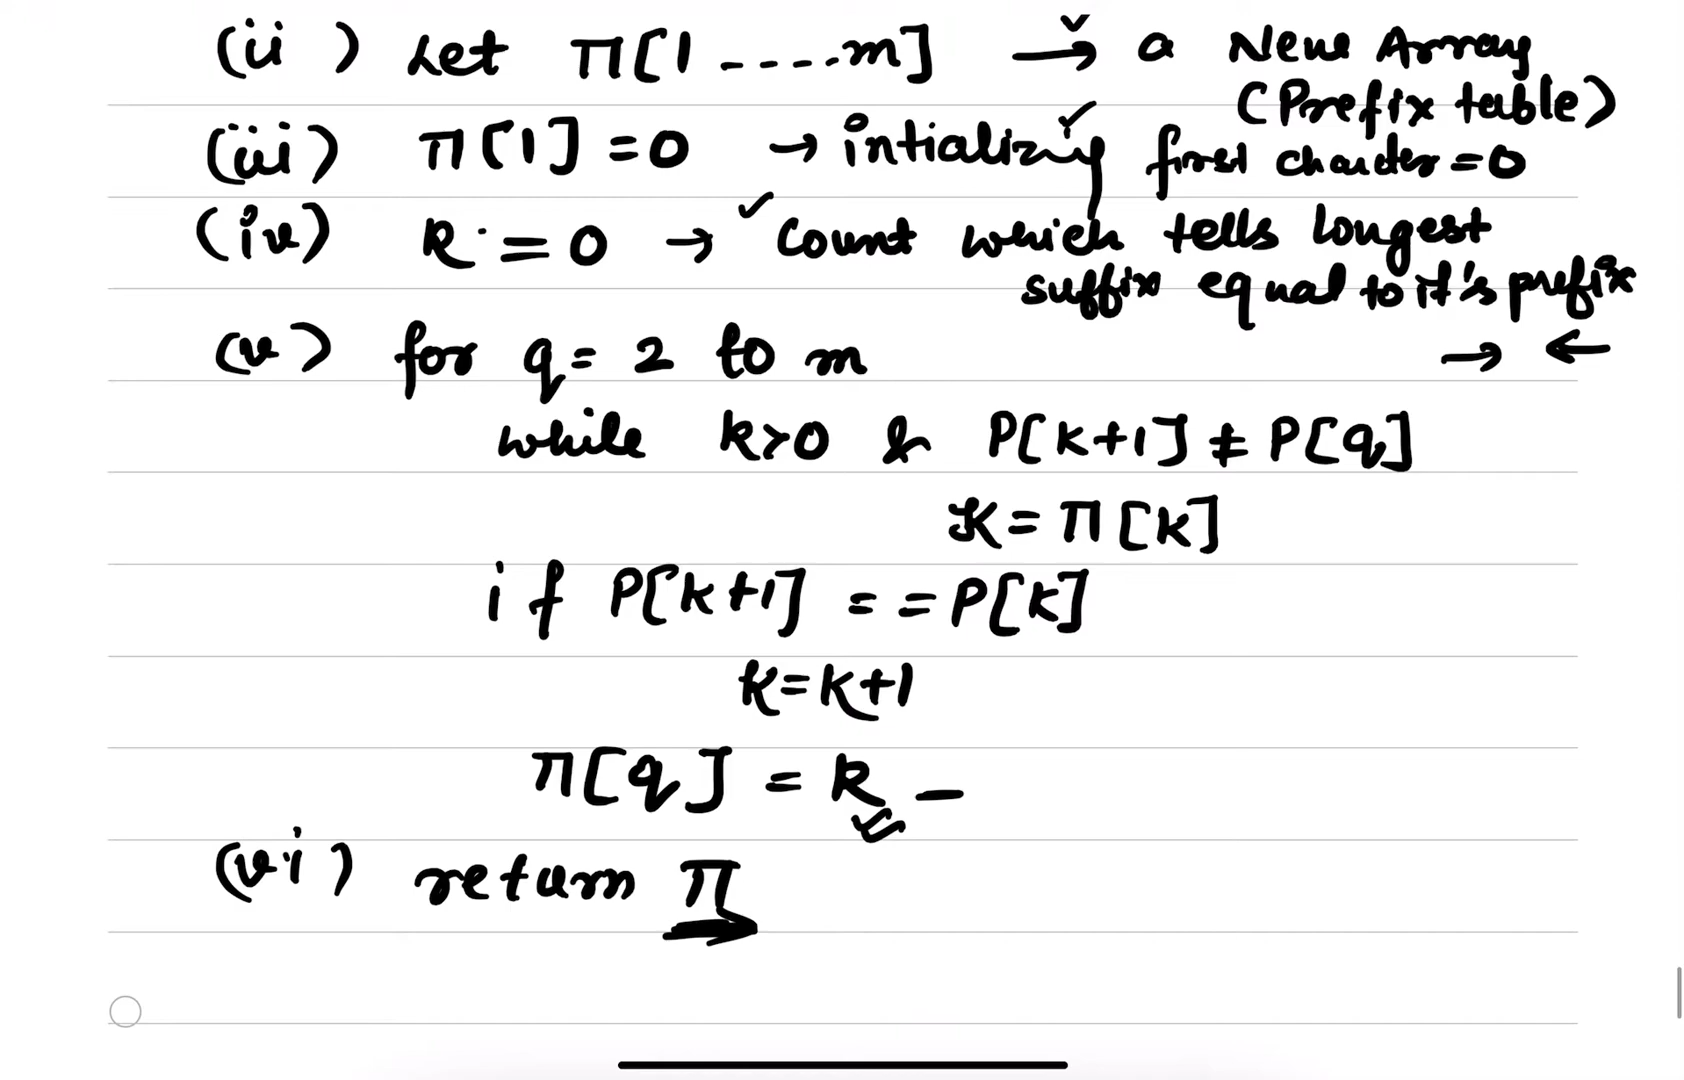 (ii) Let π[1 ----.m] → a New Array
(Prefix table)
(iii) π[1] = 0 → intializing first charcter = 0
(iv) k = 0 → count which tells longest
suffix equal to it's prefix
→ ←
(v) for q = 2 to m
while k>0 & P[k+1] ≠ P[q]
K = π[k]
if P[k+1] == P[k]
k = k+1
π[q] = k –
(vi) return π